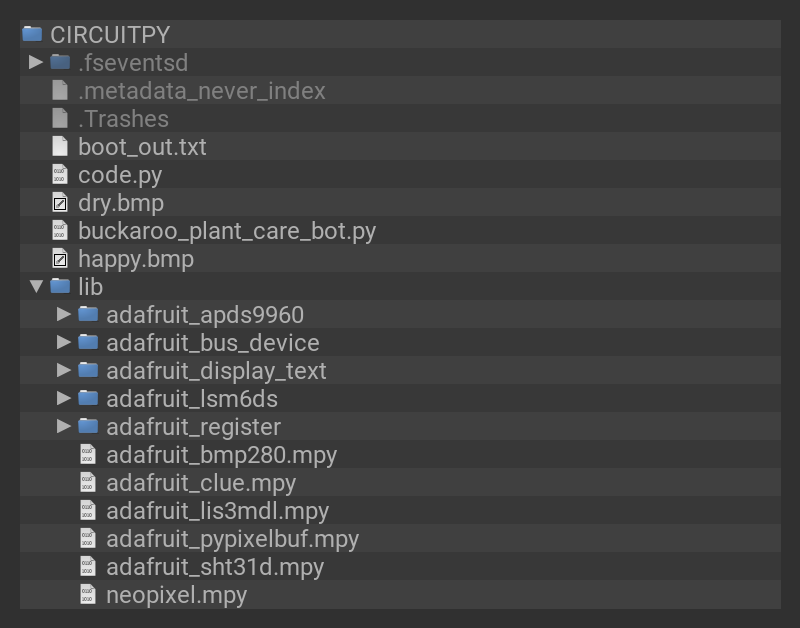 CIRCUITPY
.fseventsd
.metadata_never_index
.Trashes
boot_out.txt
code.py
dry.bmp
buckaroo_plant_care_bot.py
happy.bmp
lib
adafruit_apds9960
adafruit_bus_device
adafruit_display_text
adafruit_lsm6ds
adafruit_register
adafruit_bmp280.mpy
adafruit_clue.mpy
adafruit_lis3mdl.mpy
adafruit_pypixelbuf.mpy
adafruit_sht31d.mpy
neopixel.mpy